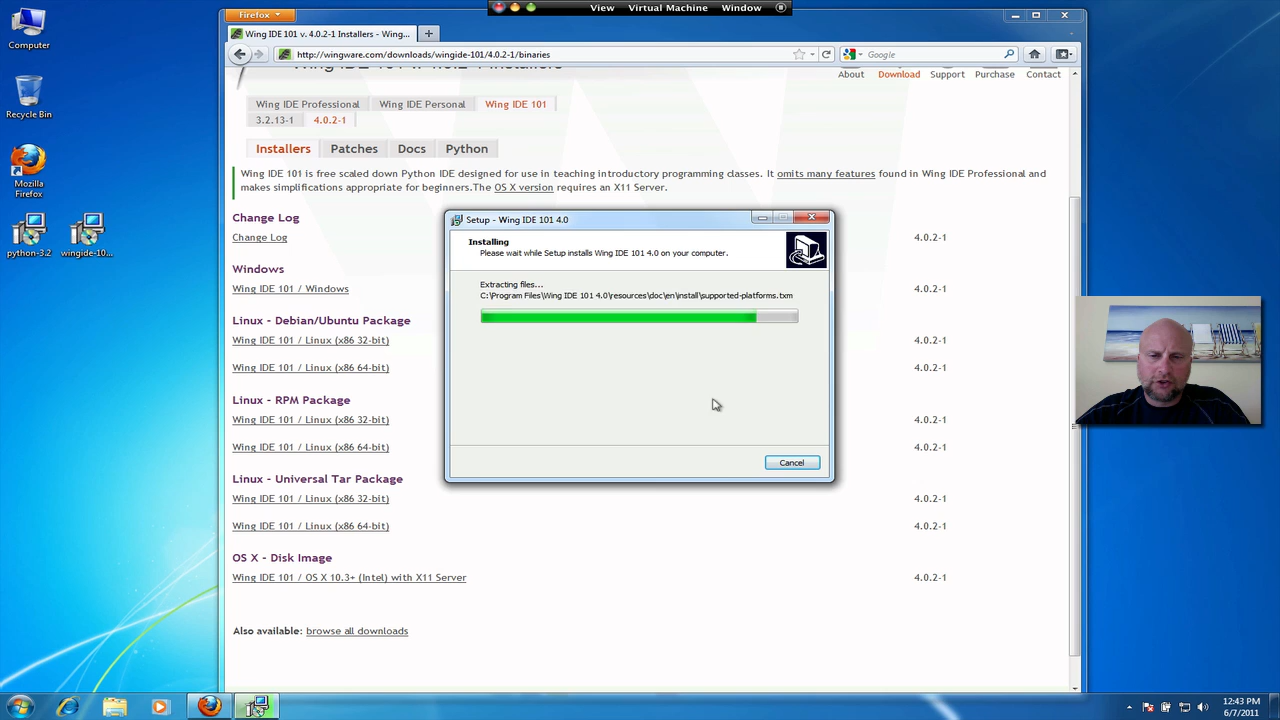 View Virtual Machine Window
Computer
Recycle Bin
Mozilla
Firefox
python-3.2
wingide-10...
Firefox
Wing IDE 101 v. 4.0.2-1 Installers - Wing...
http://wingware.com/downloads/wingide-101/4.0.2-1/binaries
Google
About Download Support Purchase Contact
Wing IDE Professional Wing IDE Personal Wing IDE 101
3.2.13-1 4.0.2-1
Installers Patches Docs Python
Wing IDE 101 is free scaled down Python IDE designed for use in teaching introductory programming classes. It omits many features found in Wing IDE Professional and
makes simplifications appropriate for beginners.The OS X version requires an X11 Server.
Change Log
Change Log 4.0.2-1
Windows
Wing IDE 101 / Windows 4.0.2-1
Linux - Debian/Ubuntu Package
Wing IDE 101 / Linux (x86 32-bit) 4.0.2-1
Wing IDE 101 / Linux (x86 64-bit) 4.0.2-1
Linux - RPM Package
Wing IDE 101 / Linux (x86 32-bit) 4.0.2-1
Wing IDE 101 / Linux (x86 64-bit) 4.0.2-1
Linux - Universal Tar Package
Wing IDE 101 / Linux (x86 32-bit) 4.0.2-1
Wing IDE 101 / Linux (x86 64-bit) 4.0.2-1
OS X - Disk Image
Wing IDE 101 / OS X 10.3+ (Intel) with X11 Server 4.0.2-1
Also available: browse all downloads
Setup - Wing IDE 101 4.0
Installing
Please wait while Setup installs Wing IDE 101 4.0 on your computer.
Extracting files...
C:\Program Files\Wing IDE 101 4.0\resources\doc\en\install\supported-platforms.txm
Cancel
12:43 PM
6/7/2011